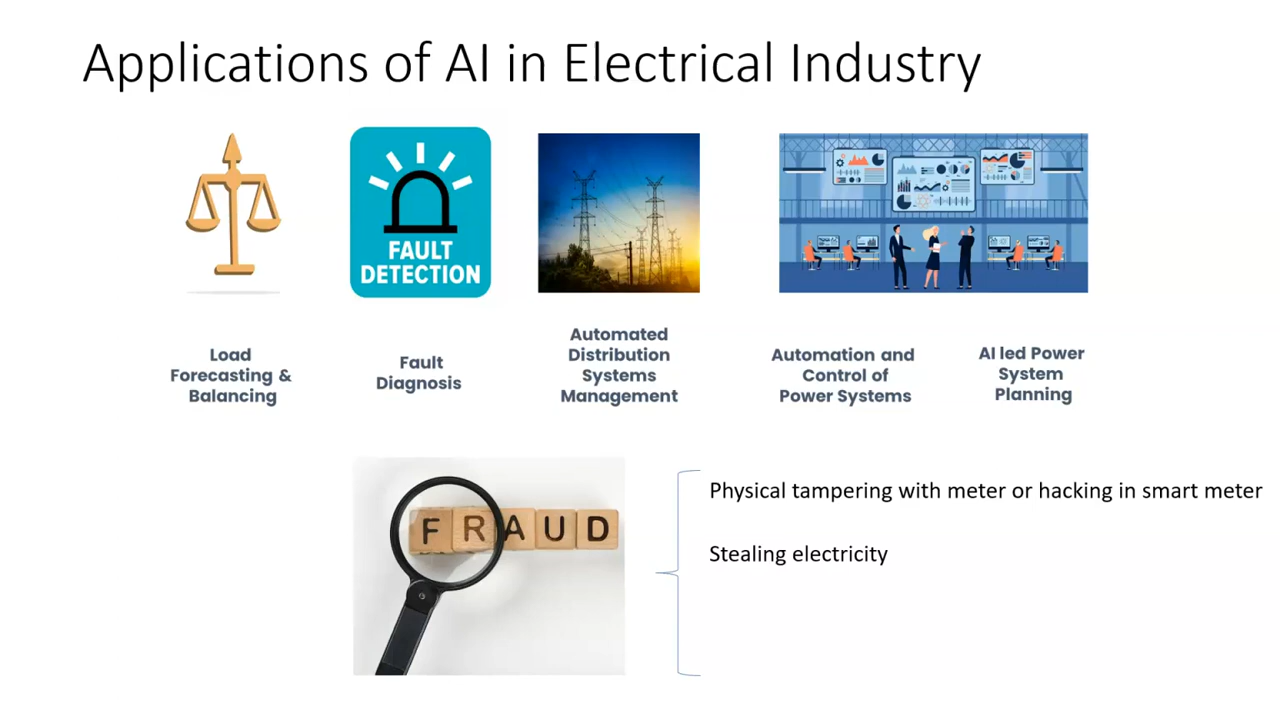 Applications of AI in Electrical Industry
FAULT
DETECTION
Load
Forecasting &
Balancing
Fault
Diagnosis
Automated
Distribution
Systems
Management
Automation and
Control of
Power Systems
AI led Power
System
Planning
FRAUD
Physical tampering with meter or hacking in smart meter
Stealing electricity